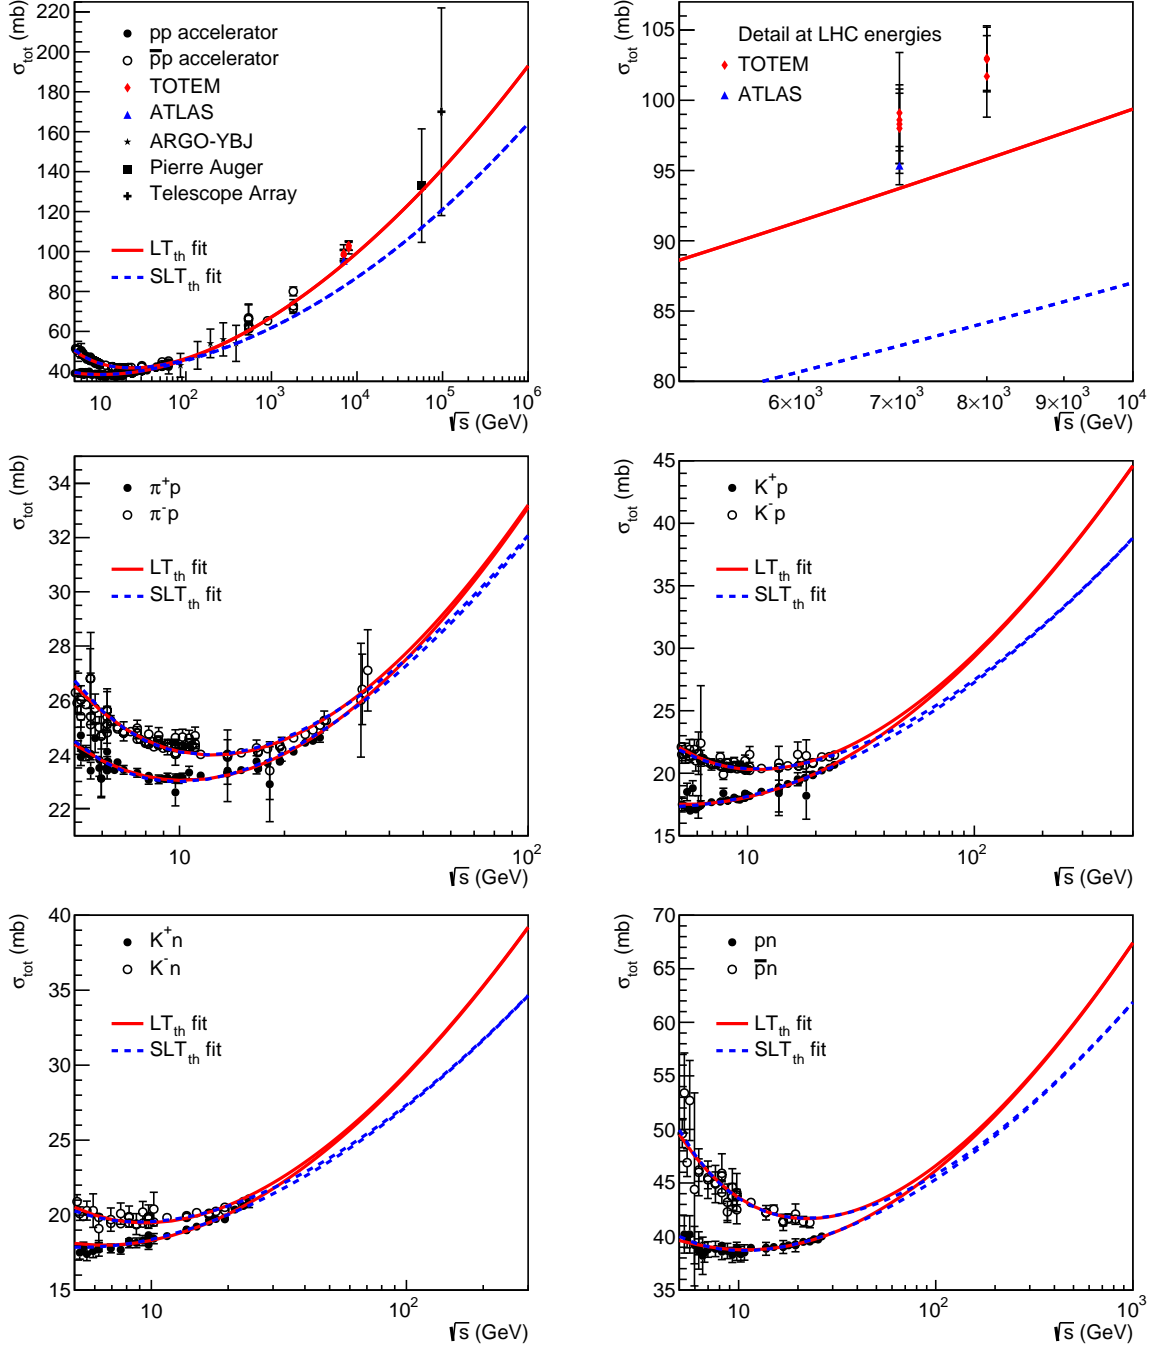 σtot (mb)
220
200
180
160
140
120
100
80
60
40
pp accelerator
p̅p accelerator
TOTEM
ATLAS
ARGO-YBJ
Pierre Auger
Telescope Array
LTth fit
SLTth fit
10 10² 10³ 10⁴ 10⁵ 10⁶
√s (GeV)
σtot (mb)
105
100
95
90
85
80
Detail at LHC energies
TOTEM
ATLAS
6×10³ 7×10³ 8×10³ 9×10³ 10⁴
√s (GeV)
σtot (mb)
34
32
30
28
26
24
22
π⁺p
π⁻p
LTth fit
SLTth fit
10 10²
√s (GeV)
σtot (mb)
45
40
35
30
25
20
15
K⁺p
K⁻p
LTth fit
SLTth fit
10 10²
√s (GeV)
σtot (mb)
40
35
30
25
20
15
K⁺n
K⁻n
LTth fit
SLTth fit
10 10²
√s (GeV)
σtot (mb)
70
65
60
55
50
45
40
35
pn
p̅n
LTth fit
SLTth fit
10 10² 10³
√s (GeV)